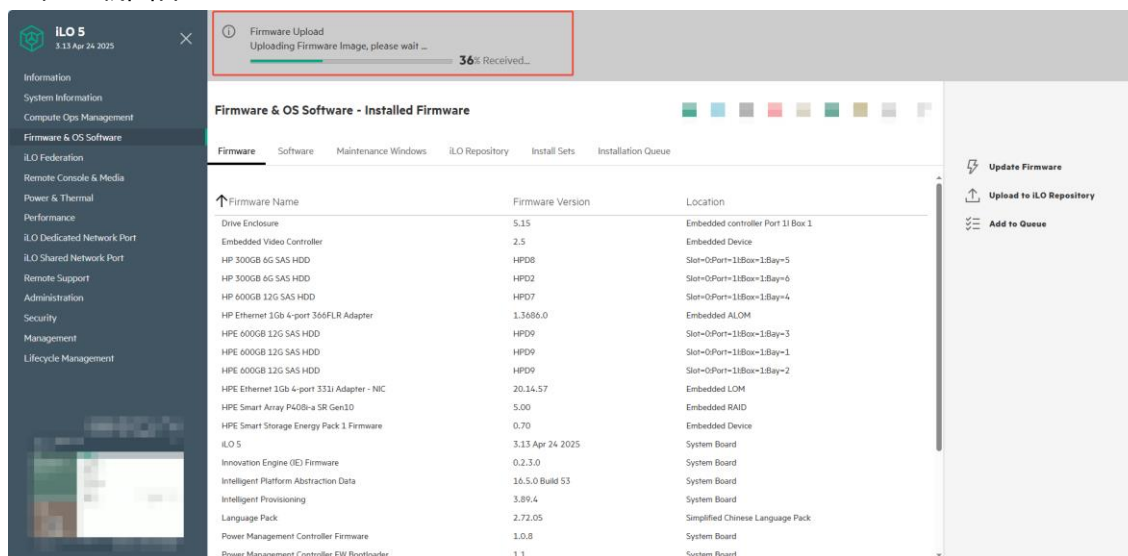 iLO 5
3.13 Apr 24 2025
Information
System Information
Compute Ops Management
Firmware & OS Software
iLO Federation
Remote Console & Media
Power & Thermal
Performance
iLO Dedicated Network Port
iLO Shared Network Port
Remote Support
Administration
Security
Management
Lifecycle Management
Firmware Upload
Uploading Firmware Image, please wait ...
36% Received...
Firmware & OS Software - Installed Firmware
Firmware Software Maintenance Windows iLO Repository Install Sets Installation Queue
Firmware Name Firmware Version Location
Drive Enclosure 5.15 Embedded controller Port 1I Box 1
Embedded Video Controller 2.5 Embedded Device
HP 300GB 6G SAS HDD HPD8 Slot=0:Port=1I:Box=1:Bay=5
HP 300GB 6G SAS HDD HPD2 Slot=0:Port=1I:Box=1:Bay=6
HP 600GB 12G SAS HDD HPD7 Slot=0:Port=1I:Box=1:Bay=4
HP Ethernet 1Gb 4-port 366FLR Adapter 1.3686.0 Embedded ALOM
HPE 600GB 12G SAS HDD HPD9 Slot=0:Port=1I:Box=1:Bay=3
HPE 600GB 12G SAS HDD HPD9 Slot=0:Port=1I:Box=1:Bay=1
HPE 600GB 12G SAS HDD HPD9 Slot=0:Port=1I:Box=1:Bay=2
HPE Ethernet 1Gb 4-port 331i Adapter - NIC 20.14.57 Embedded LOM
HPE Smart Array P408i-a SR Gen10 5.00 Embedded RAID
HPE Smart Storage Energy Pack 1 Firmware 0.70 Embedded Device
iLO 5 3.13 Apr 24 2025 System Board
Innovation Engine (IE) Firmware 0.2.3.0 System Board
Intelligent Platform Abstraction Data 16.5.0 Build 53 System Board
Intelligent Provisioning 3.89.4 System Board
Language Pack 2.72.05 Simplified Chinese Language Pack
Power Management Controller Firmware 1.0.8 System Board
Power Management Controller FW Bootloader 1.1 System Board
Update Firmware
Upload to iLO Repository
Add to Queue